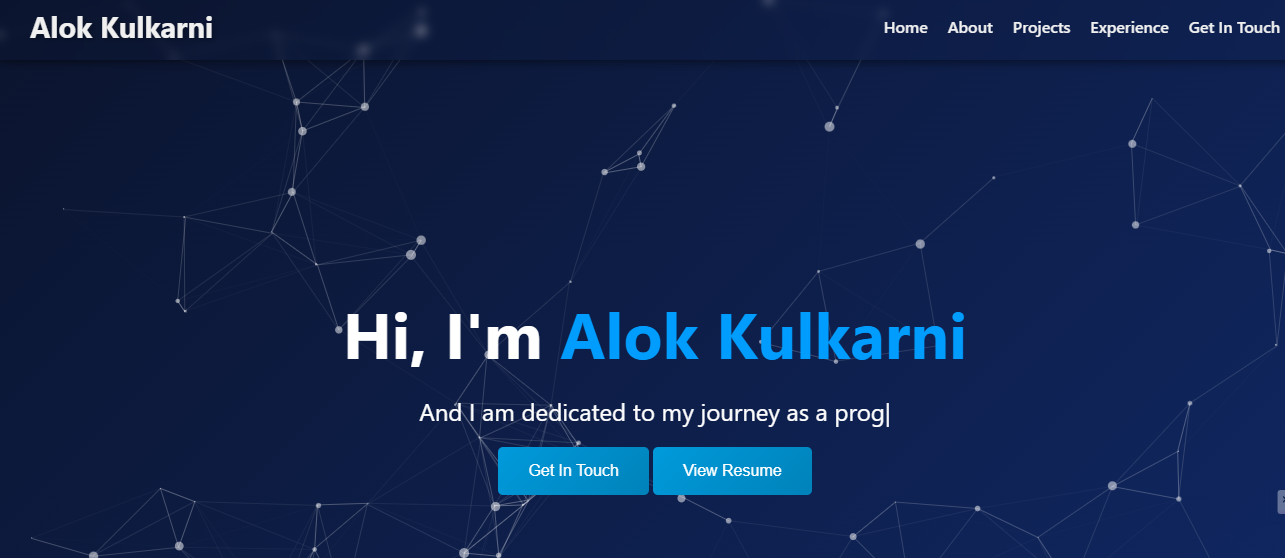 Alok Kulkarni
Home About Projects Experience Get In Touch
Hi, I'm Alok Kulkarni
And I am dedicated to my journey as a prog|
Get In Touch View Resume